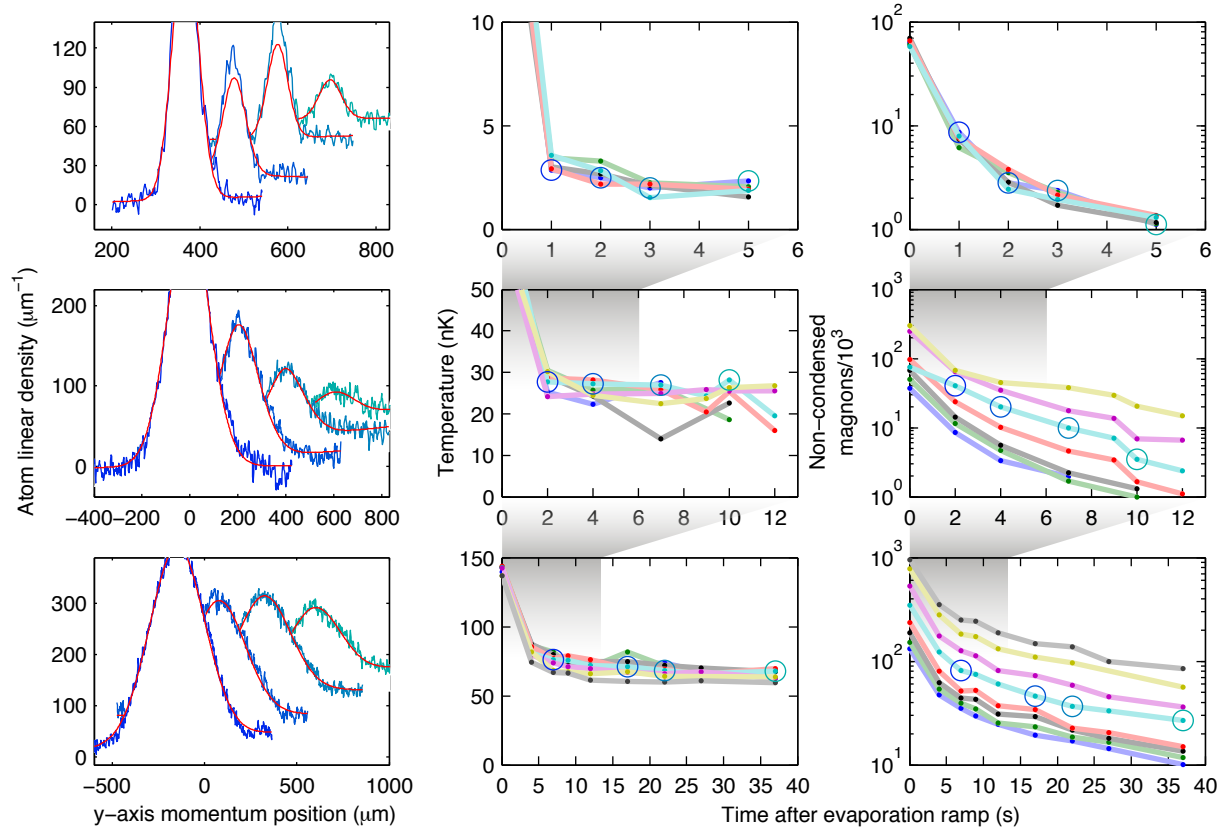 120
90
60
30
0
200 400 600 800
10
5
0
0 1 2 3 4 5 6
10²
10¹
10⁰
0 1 2 3 4 5 6
Atom linear density (μm⁻¹)
200
100
0
−400−200 0 200 400 600 800
Temperature (nK)
50
40
30
20
10
0
0 2 4 6 8 10 12
Non−condensed
magnons/10³
10³
10²
10¹
10⁰
0 2 4 6 8 10 12
300
200
100
0
−500 0 500 1000
y−axis momentum position (μm)
150
100
50
0
0 5 10 15 20 25 30 35 40
10³
10²
10¹
0 5 10 15 20 25 30 35 40
Time after evaporation ramp (s)